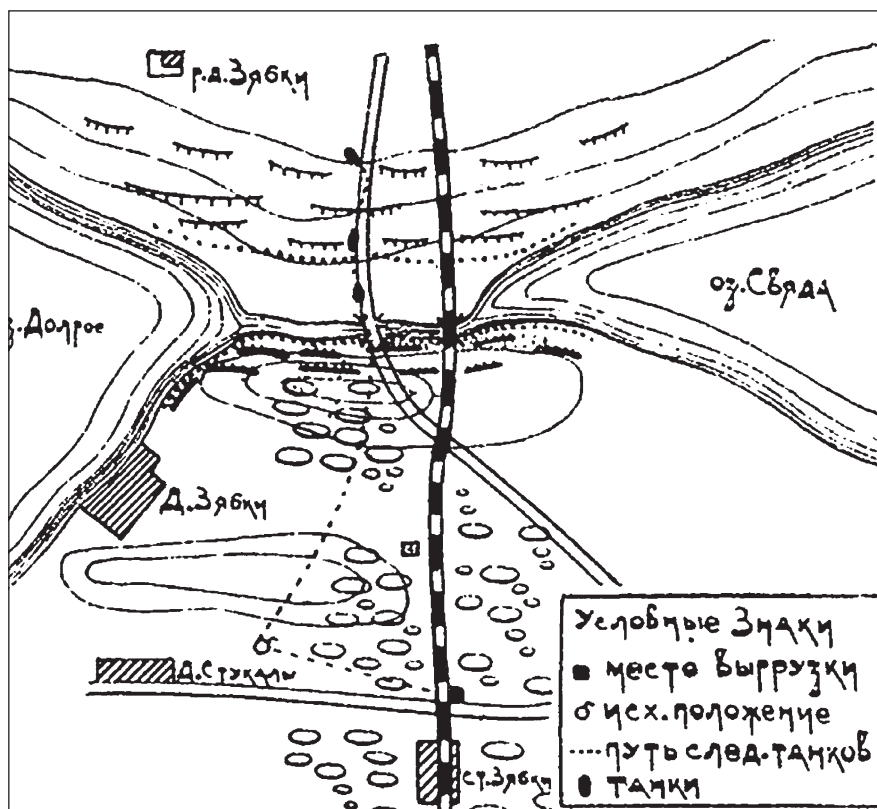 р.д. Зябки
оз. Свяда
з. Долгое
Д. Зябки
Д. Стукалы
ст. Зябки
Условные Знаки
место выгрузки
исх. положение
путь след. танков
танки